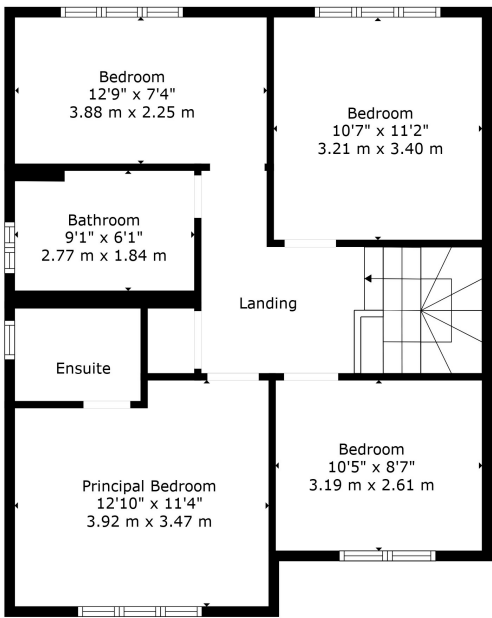 Bedroom
12'9" x 7'4"
3.88 m x 2.25 m
Bedroom
10'7" x 11'2"
3.21 m x 3.40 m
Bathroom
9'1" x 6'1"
2.77 m x 1.84 m
Landing
Ensuite
Bedroom
10'5" x 8'7"
3.19 m x 2.61 m
Principal Bedroom
12'10" x 11'4"
3.92 m x 3.47 m